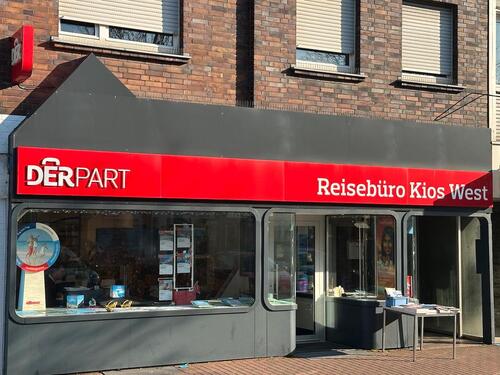 DERPART
Reisebüro Kios West